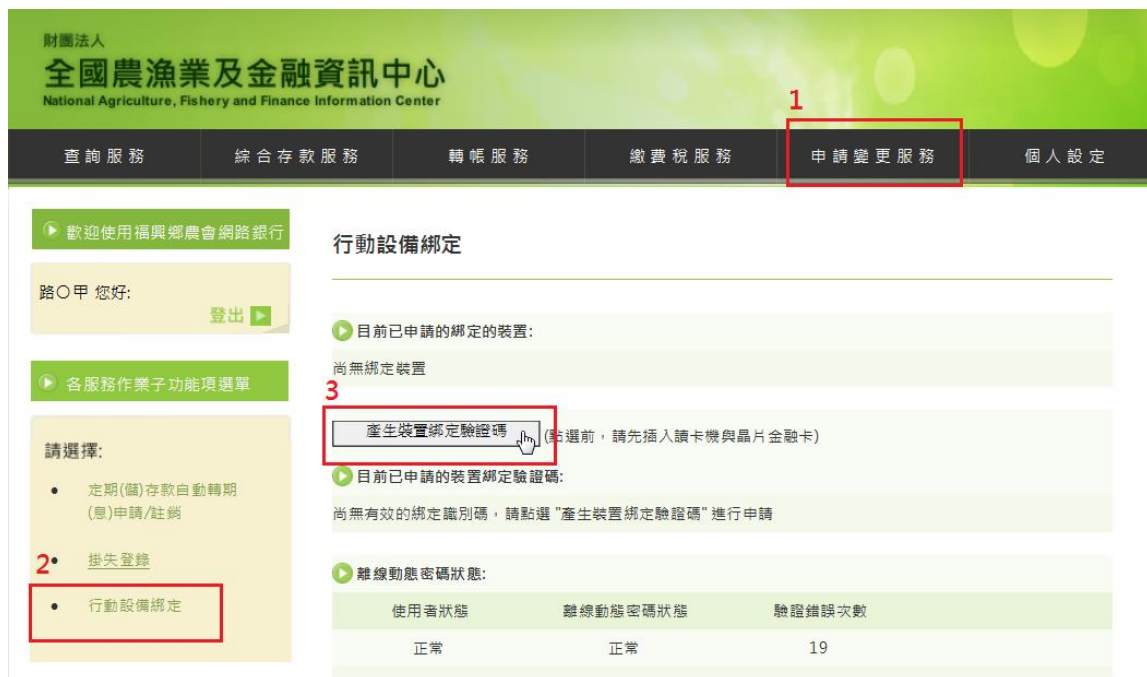 財團法人
全國農漁業及金融資訊中心
National Agriculture, Fishery and Finance Information Center
1
查詢服務 綜合存款服務 轉帳服務 繳費稅服務 申請變更服務 個人設定
歡迎使用福興鄉農會網路銀行
路〇甲 您好:
登出
各服務作業子功能項選單
請選擇:
• 定期(儲)存款自動轉期
(息)申請/註銷
2• 掛失登錄
• 行動設備綁定
行動設備綁定
目前已申請的綁定的裝置:
尚無綁定裝置
3
產生裝置綁定驗證碼 (點選前,請先插入讀卡機與晶片金融卡)
目前已申請的裝置綁定驗證碼:
尚無有效的綁定識別碼,請點選 "產生裝置綁定驗證碼" 進行申請
離線動態密碼狀態:
使用者狀態 離線動態密碼狀態 驗證錯誤次數
正常 正常 19